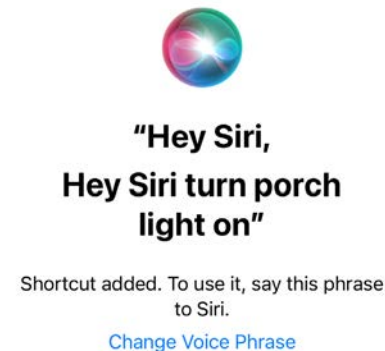 “Hey Siri,
Hey Siri turn porch
light on”
Shortcut added. To use it, say this phrase
to Siri.
Change Voice Phrase